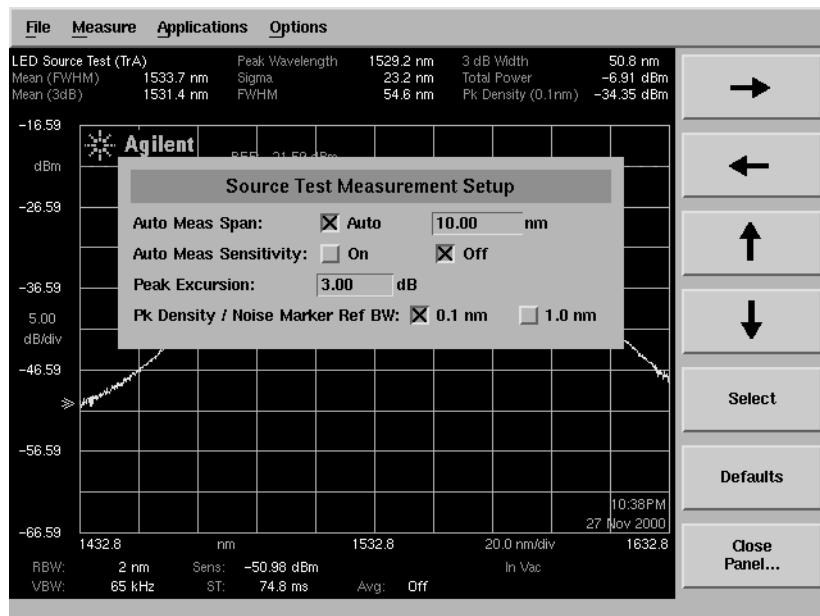 File Measure Applications Options
LED Source Test (TrA) Peak Wavelength 1529.2 nm 3 dB Width 50.8 nm
Mean (FWHM) 1533.7 nm Sigma 23.2 nm Total Power -6.91 dBm
Mean (3dB) 1531.4 nm FWHM 54.6 nm Pk Density (0.1nm) -34.35 dBm
-16.59
Agilent
dBm
Source Test Measurement Setup
-26.59
Auto Meas Span: Auto 10.00 nm
Auto Meas Sensitivity: On Off
-36.59
Peak Excursion: 3.00 dB
5.00
dB/div
Pk Density / Noise Marker Ref BW: 0.1 nm 1.0 nm
-46.59
-56.59
10:38PM
27 Nov 2000
-66.59
1432.8 nm 1532.8 20.0 nm/div 1632.8
RBW: 2 nm Sens: -50.98 dBm In Vac
VBW: 65 kHz ST: 74.8 ms Avg: Off
Select
Defaults
Close
Panel...